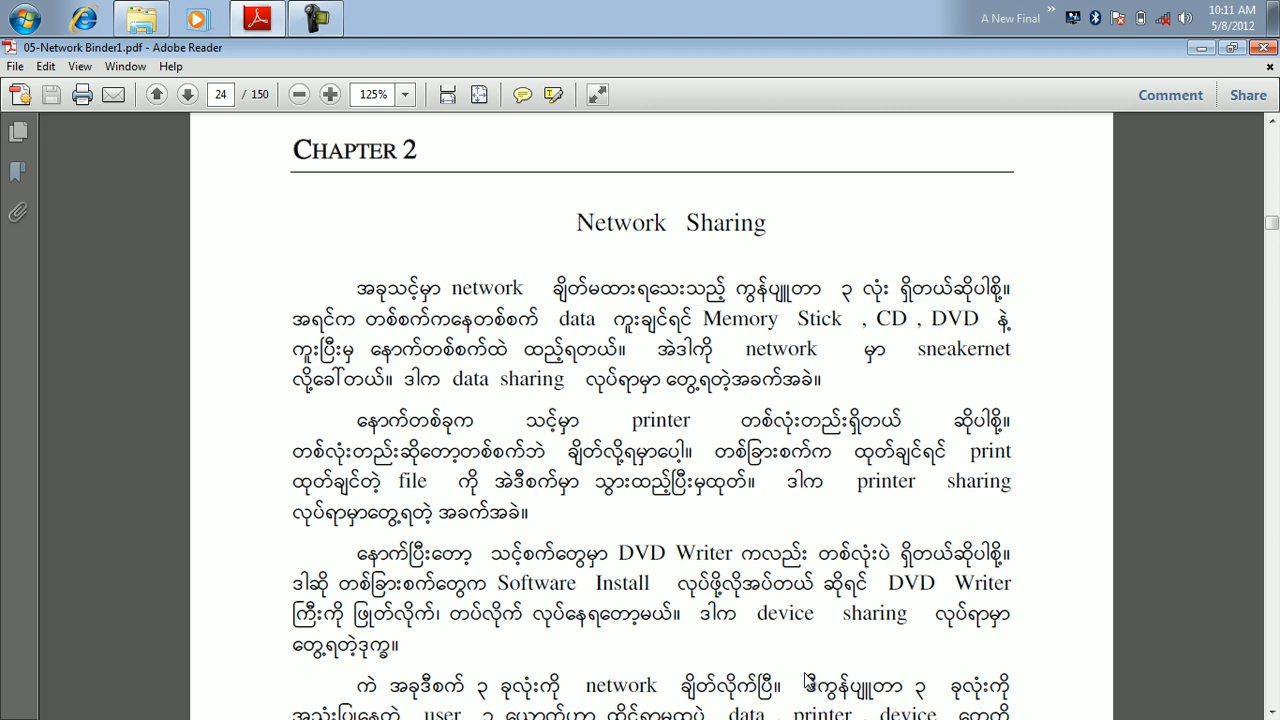 A New Final
10:11 AM
5/8/2012
05-Network Binder1.pdf - Adobe Reader
File Edit View Window Help
24 / 150 125% Comment Share
CHAPTER 2
Network Sharing
အခုသင့်မှာ network ချိတ်မထားရသေးသည့် ကွန်ပျူတာ ၃ လုံး ရှိတယ်ဆိုပါစို့။
အရင်က တစ်စက်ကနေတစ်စက် data ကူးချင်ရင် Memory Stick , CD , DVD နဲ့
ကူးပြီးမှ နောက်တစ်စက်ထဲ ထည့်ရတယ်။ အဲဒါကို network မှာ sneakernet
လို့ခေါ်တယ်။ ဒါက data sharing လုပ်ရာမှာ တွေ့ရတဲ့အခက်အခဲ။
နောက်တစ်ခုက သင့်မှာ printer တစ်လုံးတည်းရှိတယ် ဆိုပါစို့။
တစ်လုံးတည်းဆိုတော့တစ်စက်ဘဲ ချိတ်လို့ရမှာပေါ့။ တစ်ခြားစက်က ထုတ်ချင်ရင် print
ထုတ်ချင်တဲ့ file ကို အဲဒီစက်မှာ သွားထည့်ပြီးမှထုတ်။ ဒါက printer sharing
လုပ်ရာမှာတွေ့ရတဲ့ အခက်အခဲ။
နောက်ပြီးတော့ သင့်စက်တွေမှာ DVD Writer ကလည်း တစ်လုံးပဲ ရှိတယ်ဆိုပါစို့။
ဒါဆို တစ်ခြားစက်တွေက Software Install လုပ်ဖို့လိုအပ်တယ် ဆိုရင် DVD Writer
ကြီးကို ဖြုတ်လိုက်၊ တပ်လိုက် လုပ်နေရတော့မယ်။ ဒါက device sharing လုပ်ရာမှာ
တွေ့ရတဲ့ဒုက္ခ။
ကဲ အခုဒီစက် ၃ ခုလုံးကို network ချိတ်လိုက်ပြီ။ ဒီကွန်ပျူတာ ၃ ခုလုံးကို
user data , printer , device